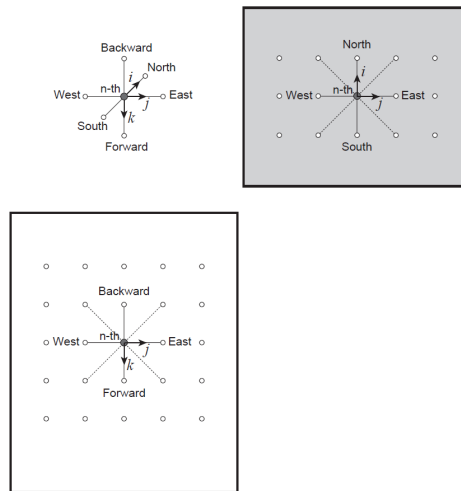 Backward
North
i
West
n-th
East
j
South
k
Forward
North
i
West
n-th
East
j
South
Backward
West
n-th
East
j
k
Forward